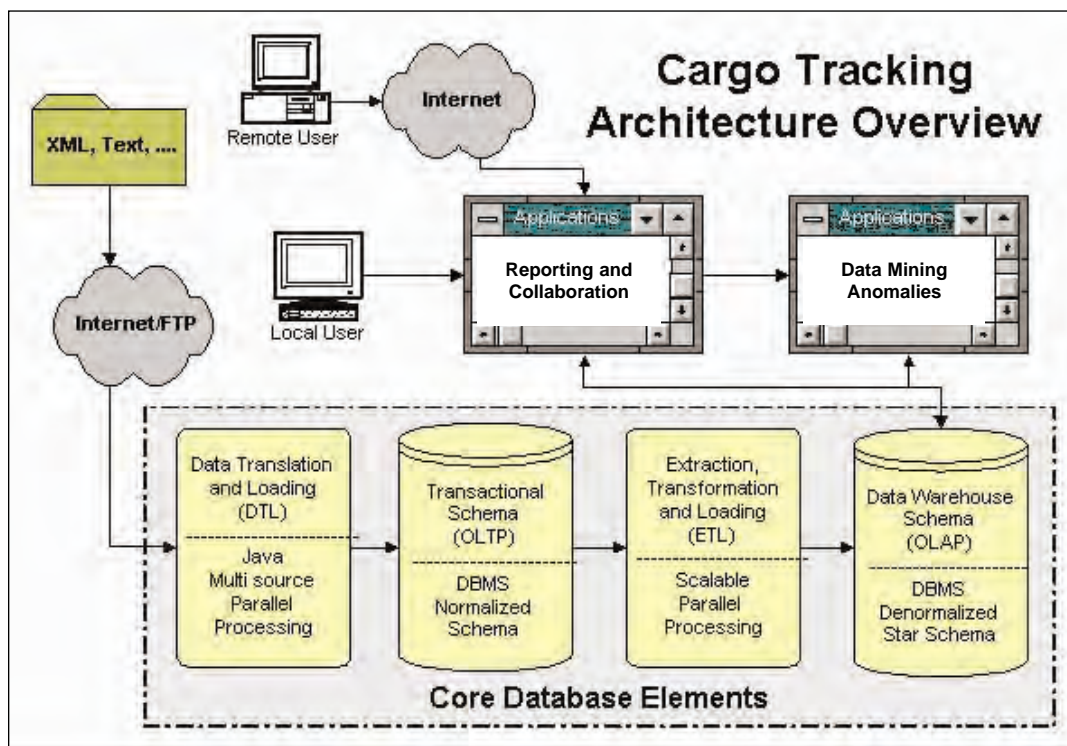 Cargo Tracking
Architecture Overview
XML, Text, ....
Remote User
Internet
Internet/FTP
Local User
Applications
Reporting and
Collaboration
Applications
Data Mining
Anomalies
Data Translation
and Loading
(DTL)
Java
Multi source
Parallel
Processing
Transactional
Schema
(OLTP)
DBMS
Normalized
Schema
Extraction,
Transformation
and Loading
(ETL)
Scalable
Parallel
Processing
Data Warehouse
Schema
(OLAP)
DBMS
Denormalized
Star Schema
Core Database Elements